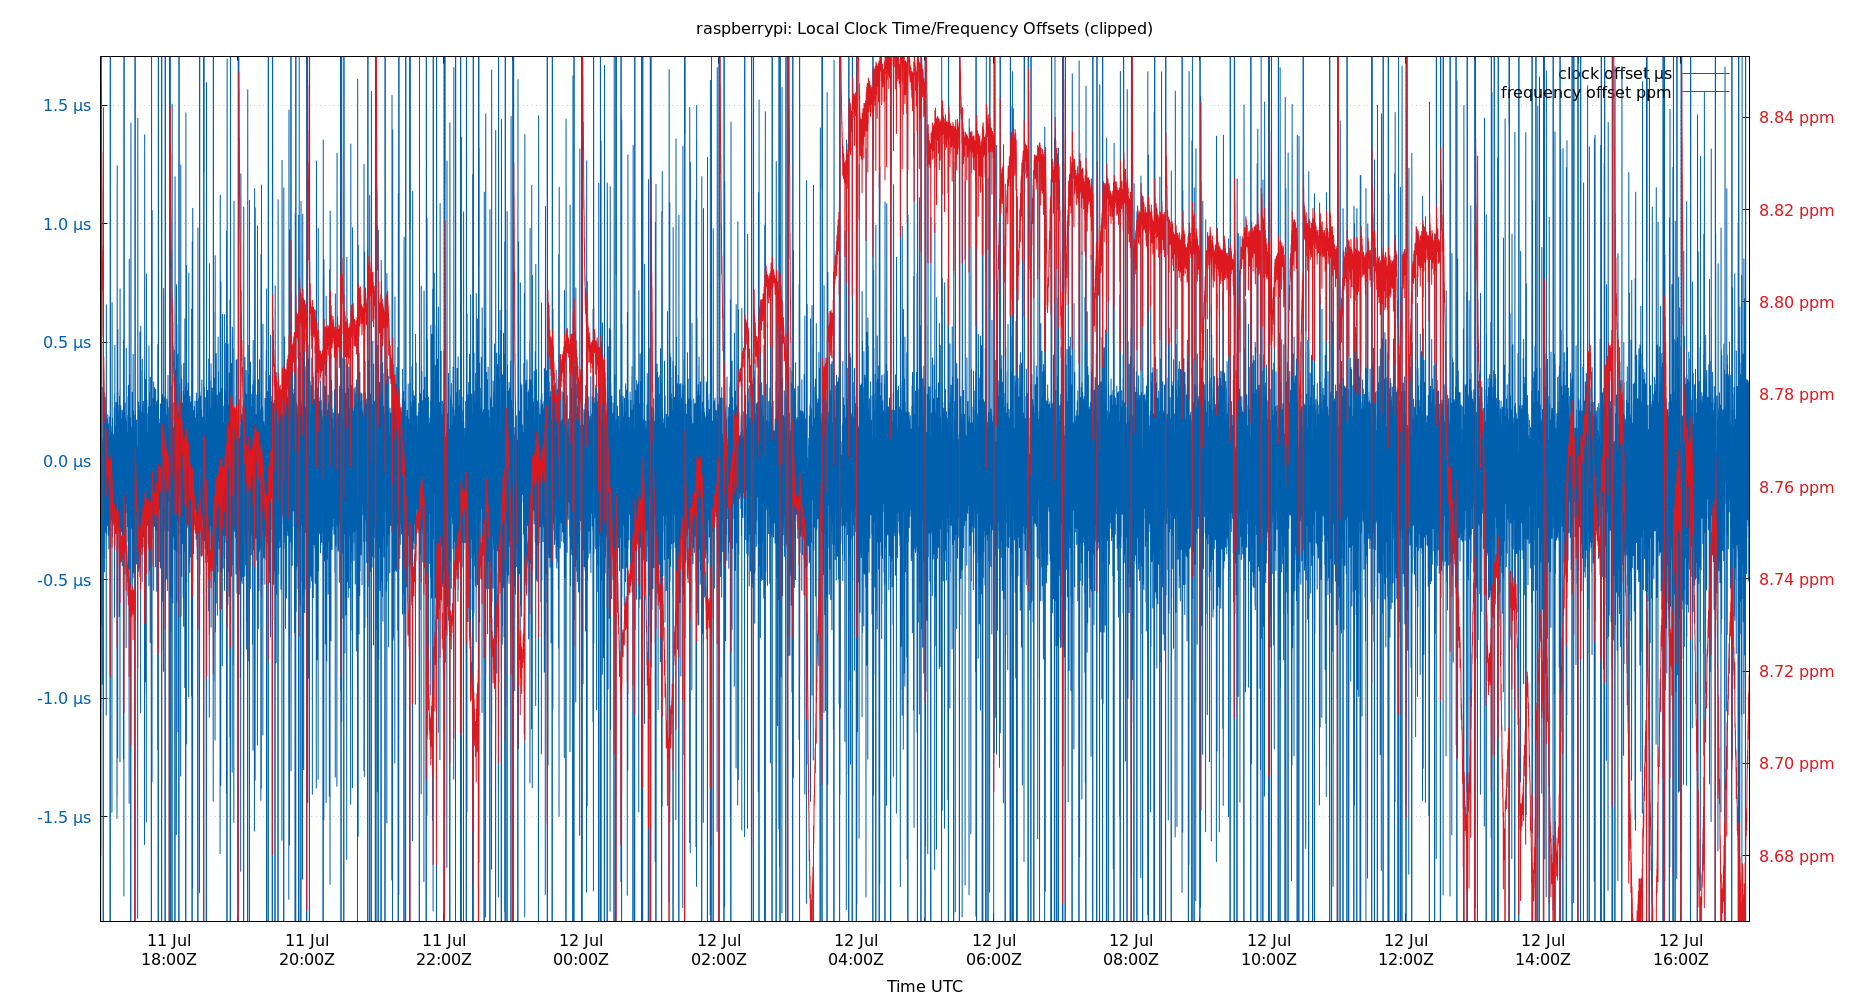 raspberrypi: Local Clock Time/Frequency Offsets (clipped)
clock offset µs
frequency offset ppm
1.5 µs
1.0 µs
0.5 µs
0.0 µs
-0.5 µs
-1.0 µs
-1.5 µs
8.84 ppm
8.82 ppm
8.80 ppm
8.78 ppm
8.76 ppm
8.74 ppm
8.72 ppm
8.70 ppm
8.68 ppm
11 Jul 11 Jul 11 Jul 12 Jul 12 Jul 12 Jul 12 Jul 12 Jul 12 Jul 12 Jul 12 Jul 12 Jul
18:00Z 20:00Z 22:00Z 00:00Z 02:00Z 04:00Z 06:00Z 08:00Z 10:00Z 12:00Z 14:00Z 16:00Z
Time UTC